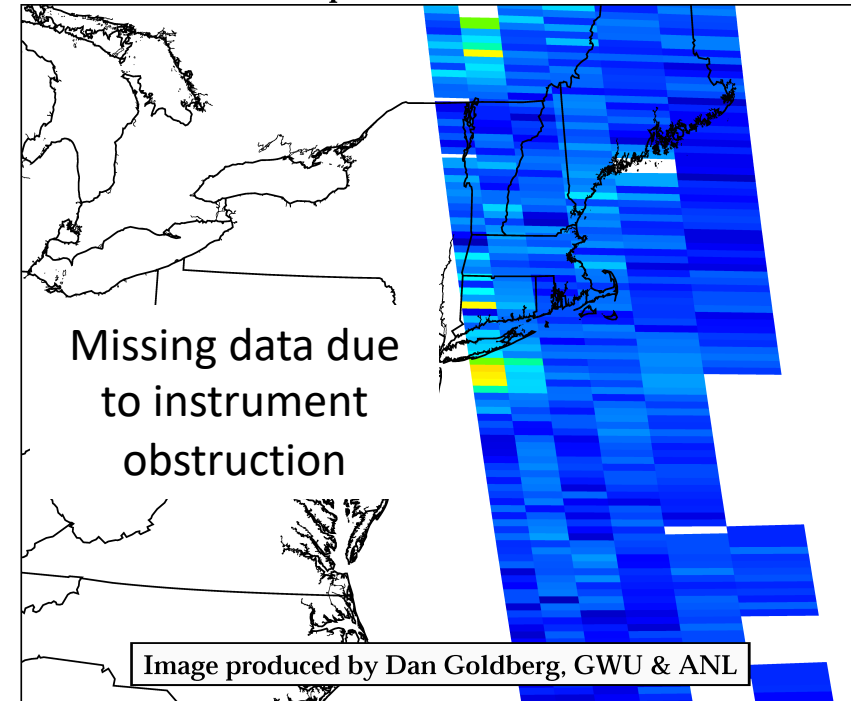 Missing data due
to instrument
obstruction
Image produced by Dan Goldberg, GWU & ANL